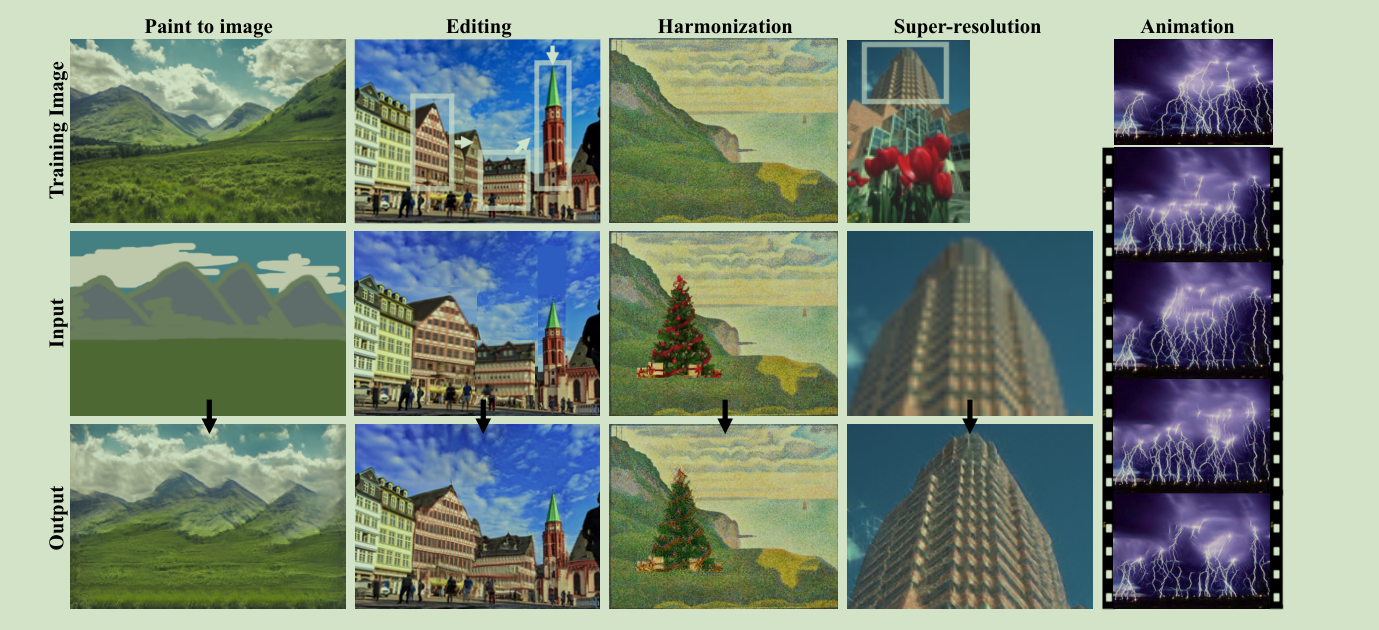 Paint to image
Editing
Harmonization
Super-resolution
Animation
Training Image
Input
Output